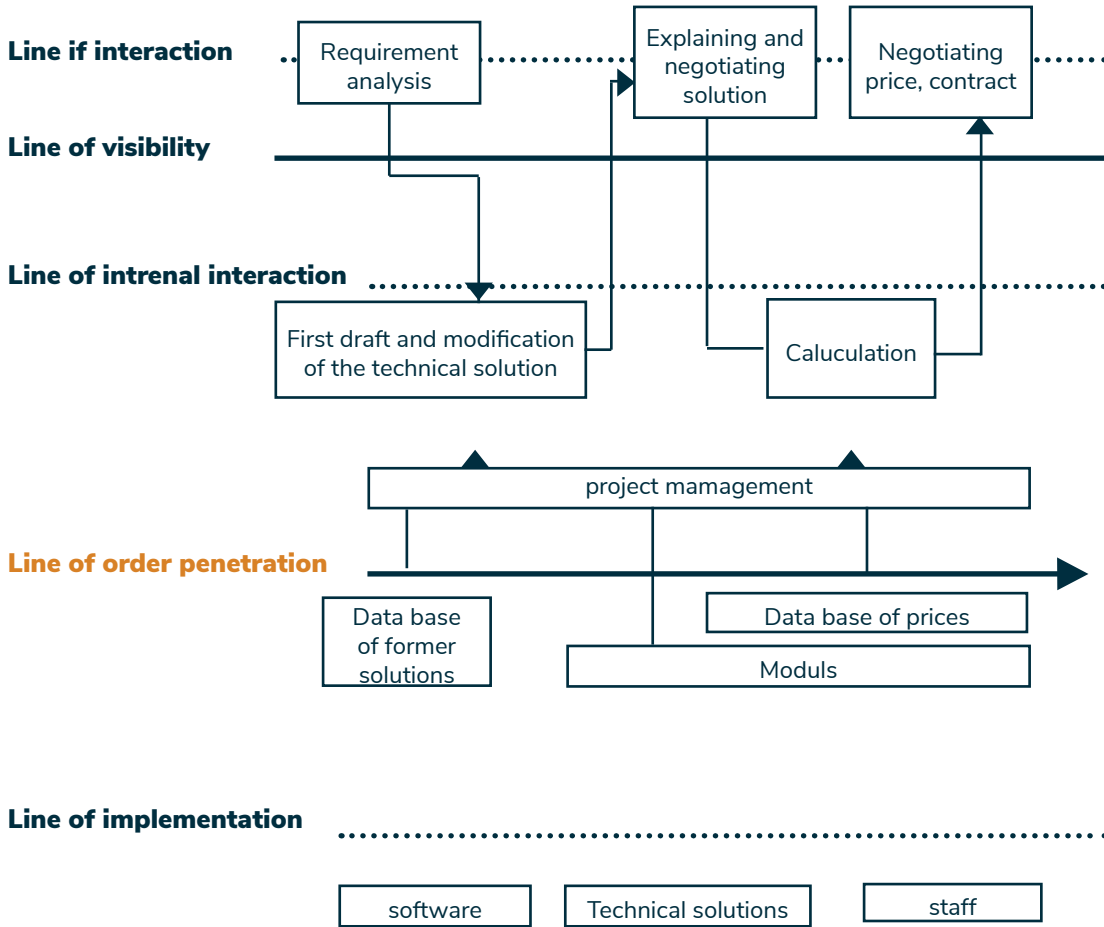 Line if interaction
Requirement
analysis
Explaining and
negotiating
solution
Negotiating
price, contract
Line of visibility
Line of intrenal interaction
First draft and modification
of the technical solution
Caluculation
project mamagement
Line of order penetration
Data base
of former
solutions
Data base of prices
Moduls
Line of implementation
software
Technical solutions
staff